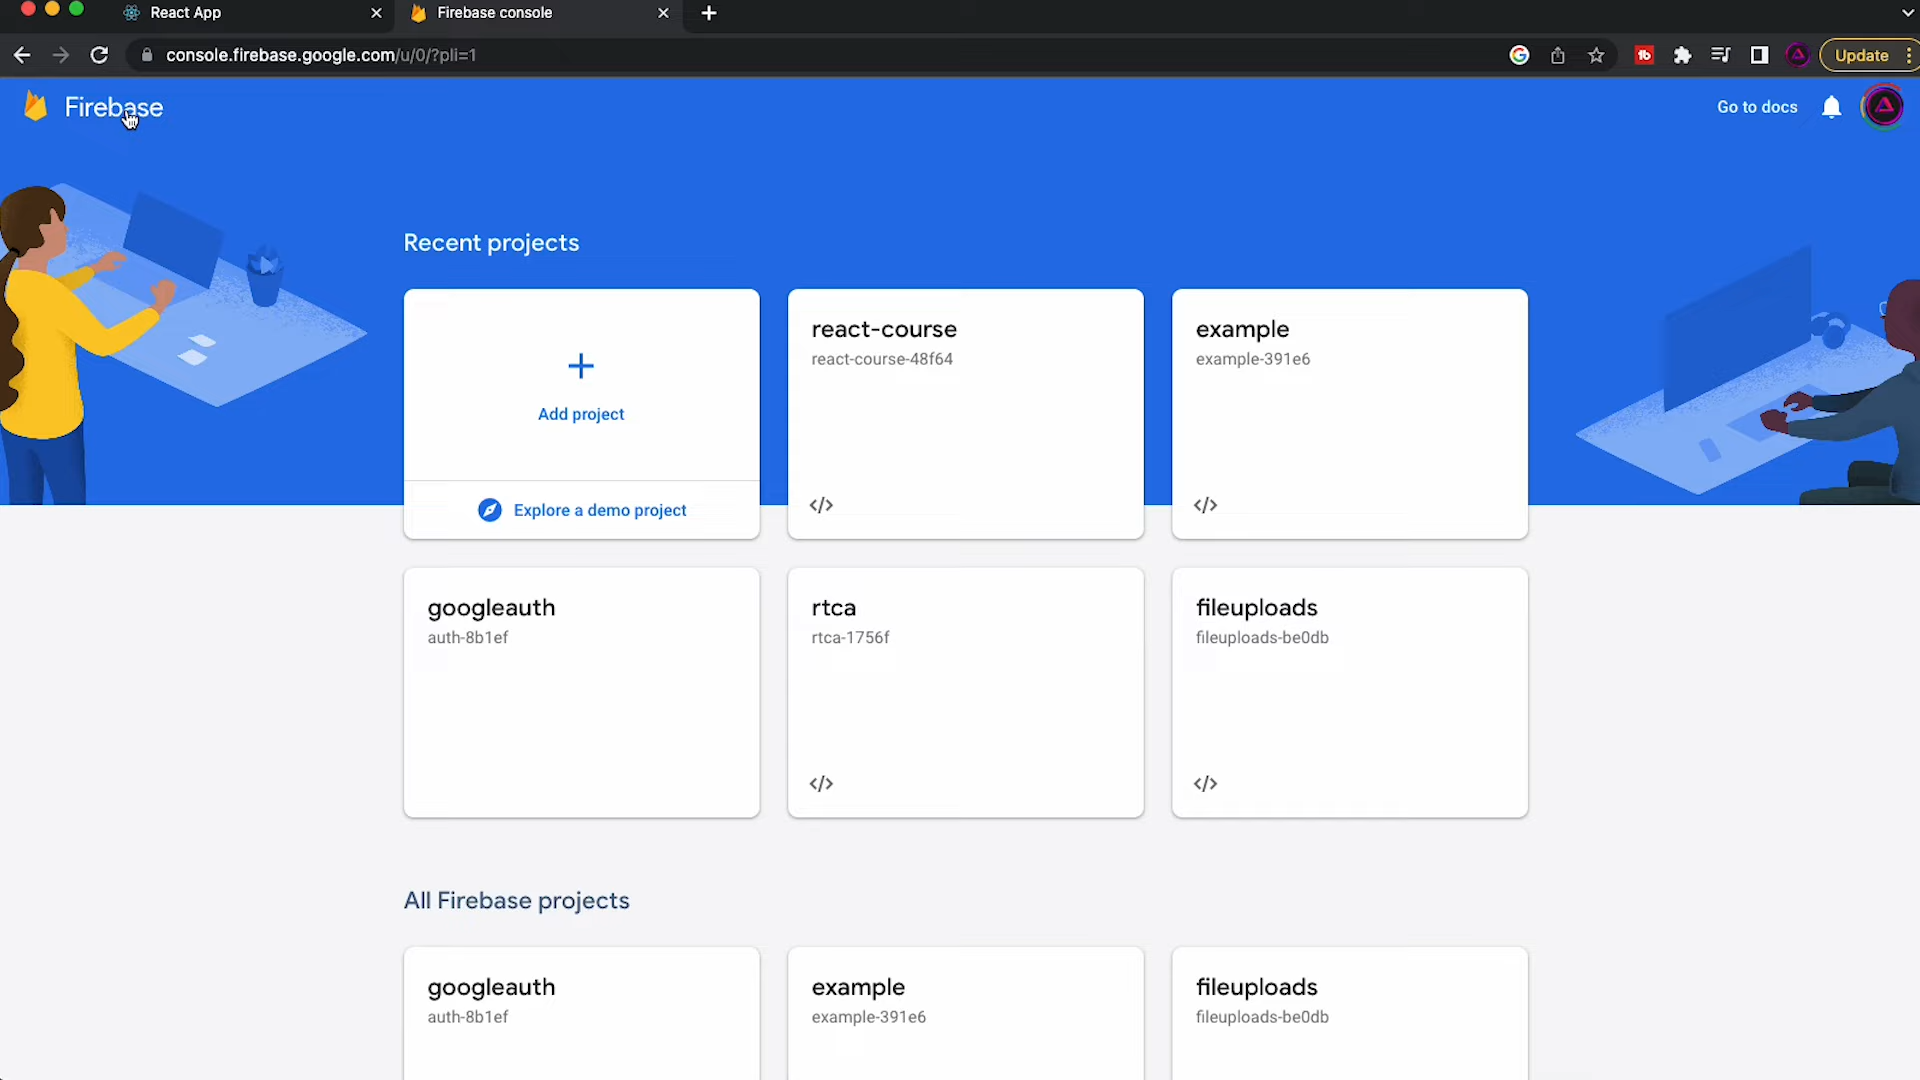 React App
Firebase console
console.firebase.google.com/u/0/?pli=1
Update
Firebase
Go to docs
Recent projects
Add project
Explore a demo project
react-course
react-course-48f64
example
example-391e6
googleauth
auth-8b1ef
rtca
rtca-1756f
fileuploads
fileuploads-be0db
All Firebase projects
googleauth
auth-8b1ef
example
example-391e6
fileuploads
fileuploads-be0db